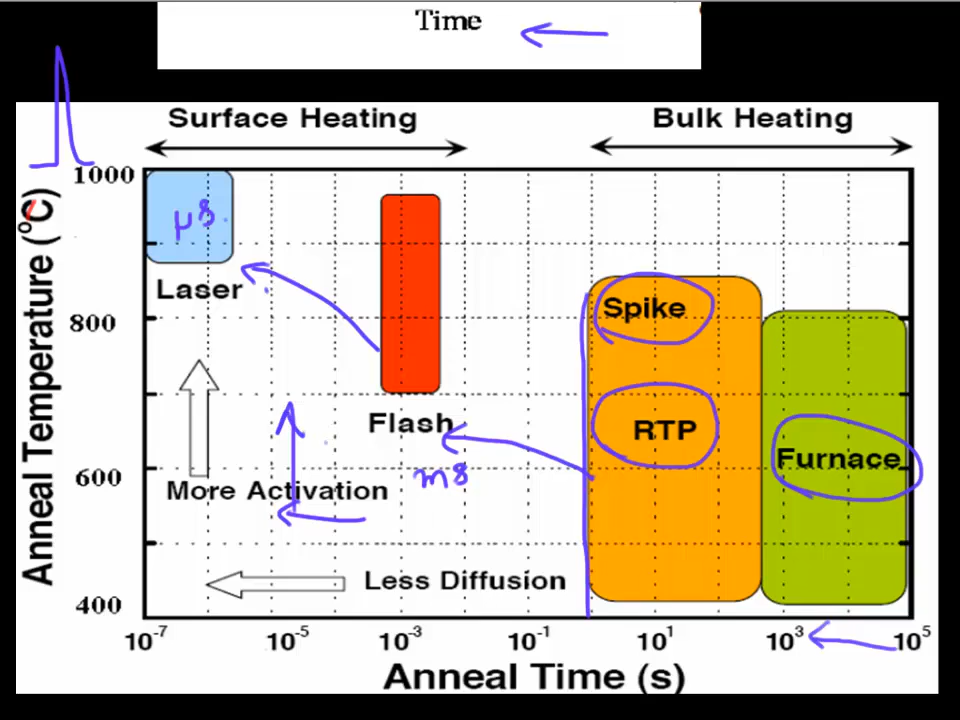 Time
Surface Heating
Bulk Heating
1000
μs
Laser
Spike
800
Flash
RTP
ms
Furnace
600
More Activation
Less Diffusion
400
10⁻⁷ 10⁻⁵ 10⁻³ 10⁻¹ 10¹ 10³ 10⁵
Anneal Time (s)
Anneal Temperature (°C)